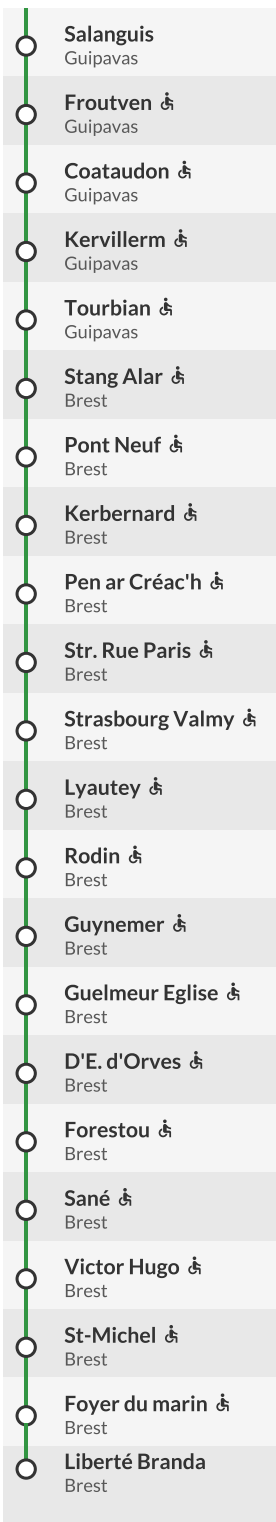 Salanguis
Guipavas
Froutven
Guipavas
Coataudon
Guipavas
Kervillerm
Guipavas
Tourbian
Guipavas
Stang Alar
Brest
Pont Neuf
Brest
Kerbernard
Brest
Pen ar Créac'h
Brest
Str. Rue Paris
Brest
Strasbourg Valmy
Brest
Lyautey
Brest
Rodin
Brest
Guynemer
Brest
Guelmeur Eglise
Brest
D'E. d'Orves
Brest
Forestou
Brest
Sané
Brest
Victor Hugo
Brest
St-Michel
Brest
Foyer du marin
Brest
Liberté Branda
Brest